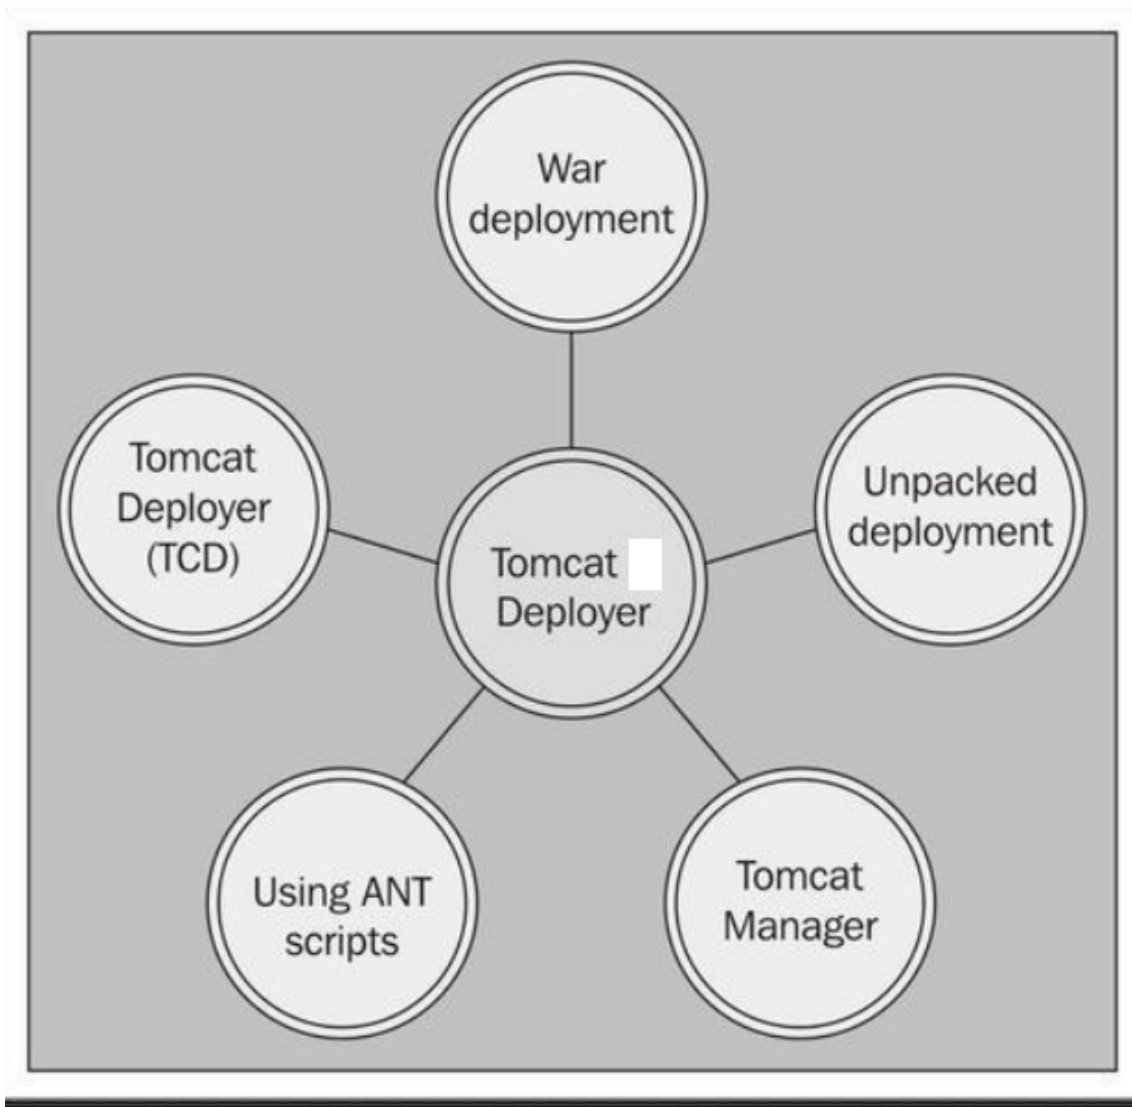 War
deployment
Tomcat
Deployer
(TCD)
Unpacked
deployment
Tomcat
Deployer
Using ANT
scripts
Tomcat
Manager